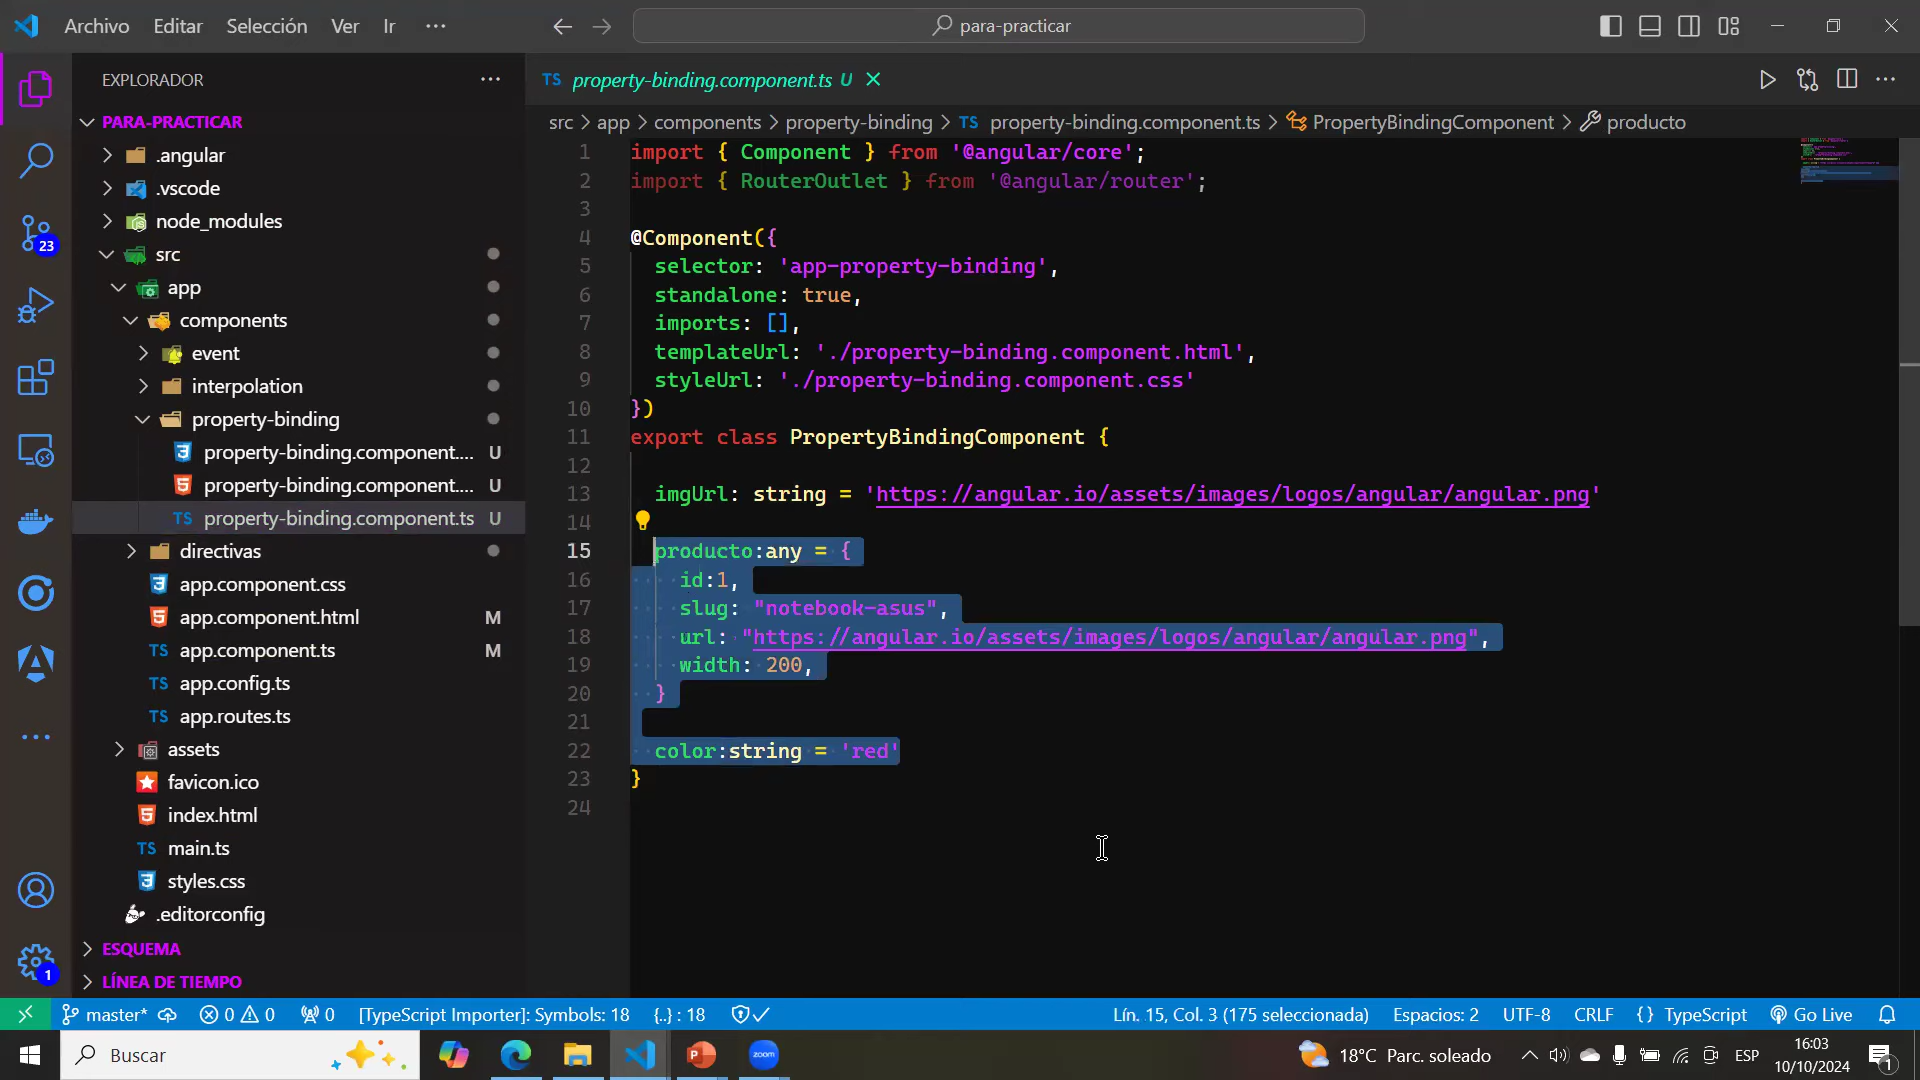 Archivo Editar Selección Ver Ir ···
para-practicar
EXPLORADOR ···
PARA-PRACTICAR
.angular
.vscode
node_modules
src
app
components
event
interpolation
property-binding
property-binding.component.... U
property-binding.component.... U
TS property-binding.component.ts U
directivas
app.component.css
app.component.html M
TS app.component.ts M
TS app.config.ts
TS app.routes.ts
assets
favicon.ico
index.html
TS main.ts
styles.css
.editorconfig
ESQUEMA
LÍNEA DE TIEMPO
23
1
TS property-binding.component.ts U
src > app > components > property-binding > TS property-binding.component.ts > PropertyBindingComponent > producto
1 import { Component } from '@angular/core';
2 import { RouterOutlet } from '@angular/router';
3
4 @Component({
5 selector: 'app-property-binding',
6 standalone: true,
7 imports: [],
8 templateUrl: './property-binding.component.html',
9 styleUrl: './property-binding.component.css'
10 })
11 export class PropertyBindingComponent {
12
13 imgUrl: string = 'https://angular.io/assets/images/logos/angular/angular.png'
14
15 producto:any = {
16 id:1,
17 slug: "notebook-asus",
18 url: "https://angular.io/assets/images/logos/angular/angular.png",
19 width: 200,
20 }
21
22 color:string = 'red'
23 }
24
master* 0 0 0 [TypeScript Importer]: Symbols: 18 {..} : 18 Lín. 15, Col. 3 (175 seleccionada) Espacios: 2 UTF-8 CRLF {} TypeScript Go Live
Buscar
zoom
18°C Parc. soleado
ESP
16:03
10/10/2024
1